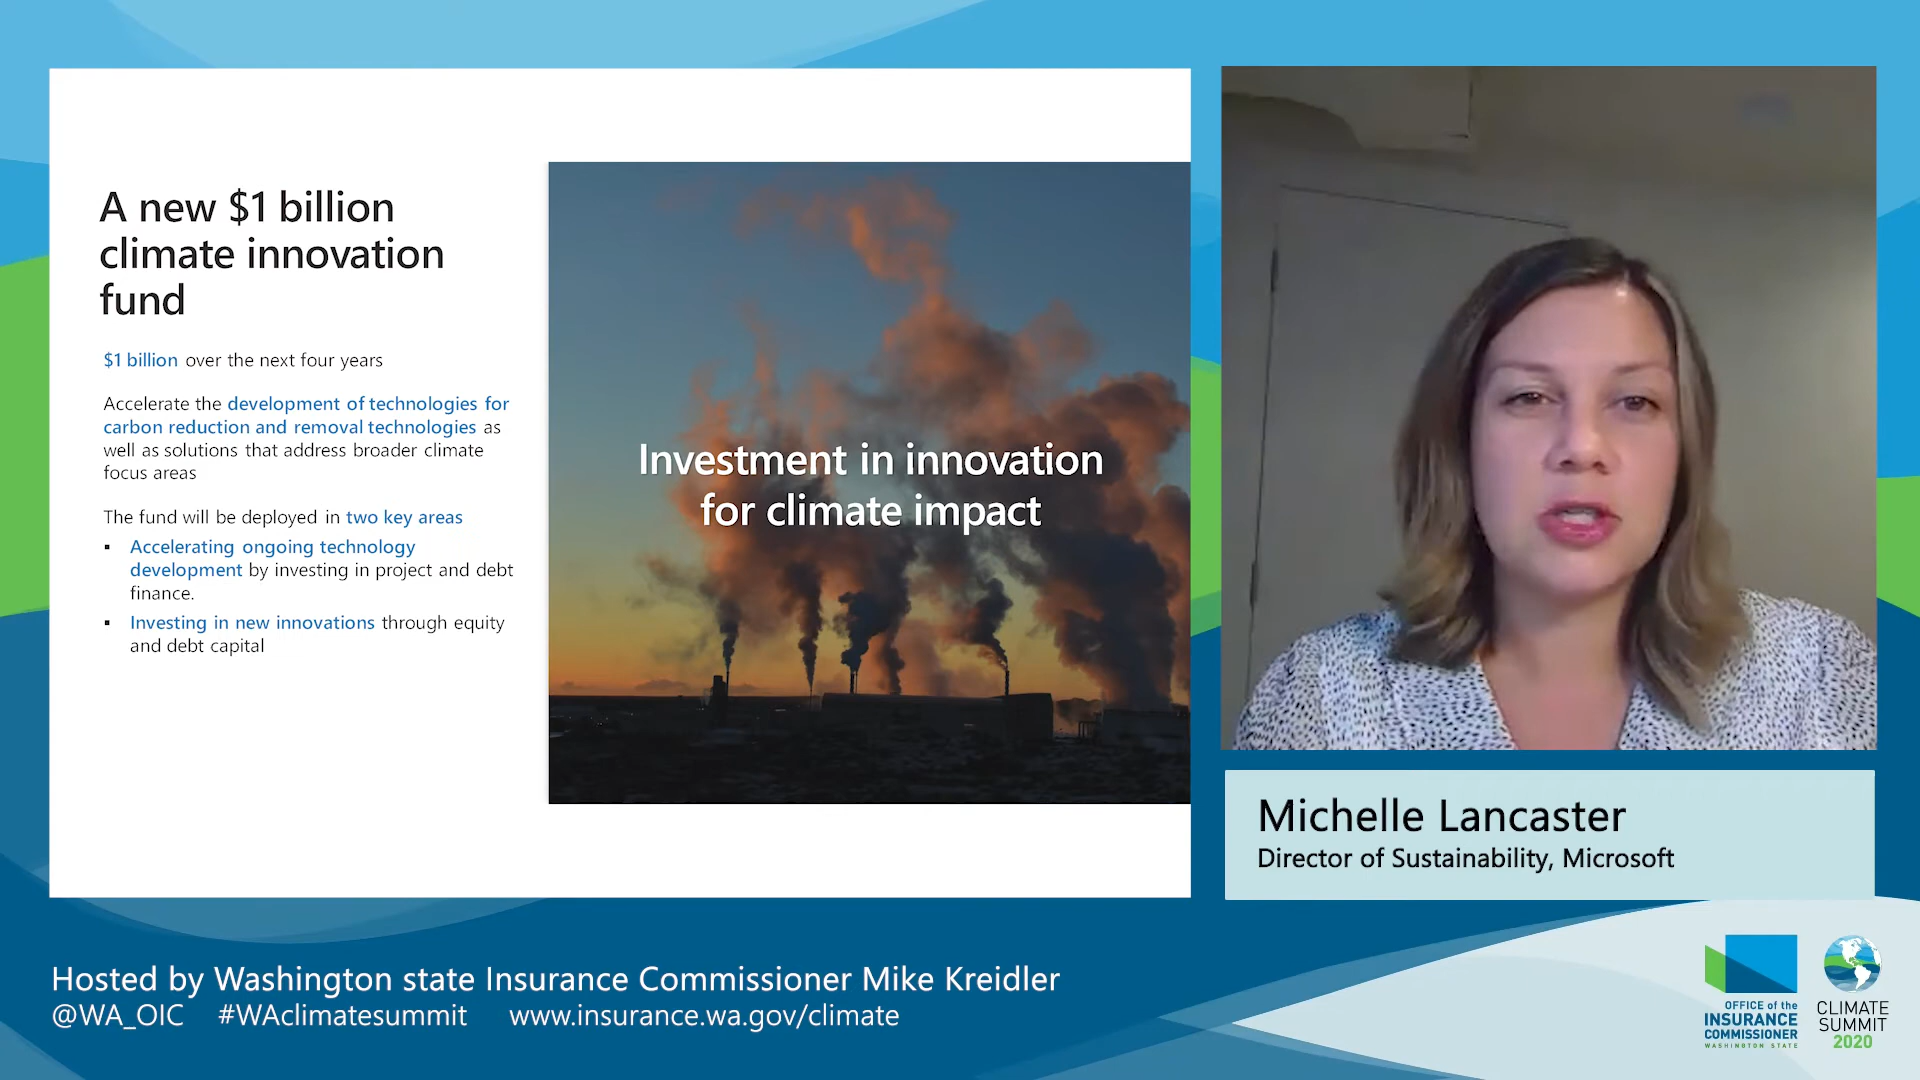 A new $1 billion
climate innovation
fund
$1 billion over the next four years
Accelerate the development of technologies for
carbon reduction and removal technologies as
well as solutions that address broader climate
focus areas
The fund will be deployed in two key areas
▪ Accelerating ongoing technology
development by investing in project and debt
finance.
▪ Investing in new innovations through equity
and debt capital
Investment in innovation
for climate impact
Michelle Lancaster
Director of Sustainability, Microsoft
Hosted by Washington state Insurance Commissioner Mike Kreidler
@WA_OIC #WAclimatesummit www.insurance.wa.gov/climate
OFFICE of the
INSURANCE
COMMISSIONER
WASHINGTON STATE
CLIMATE
SUMMIT
2020